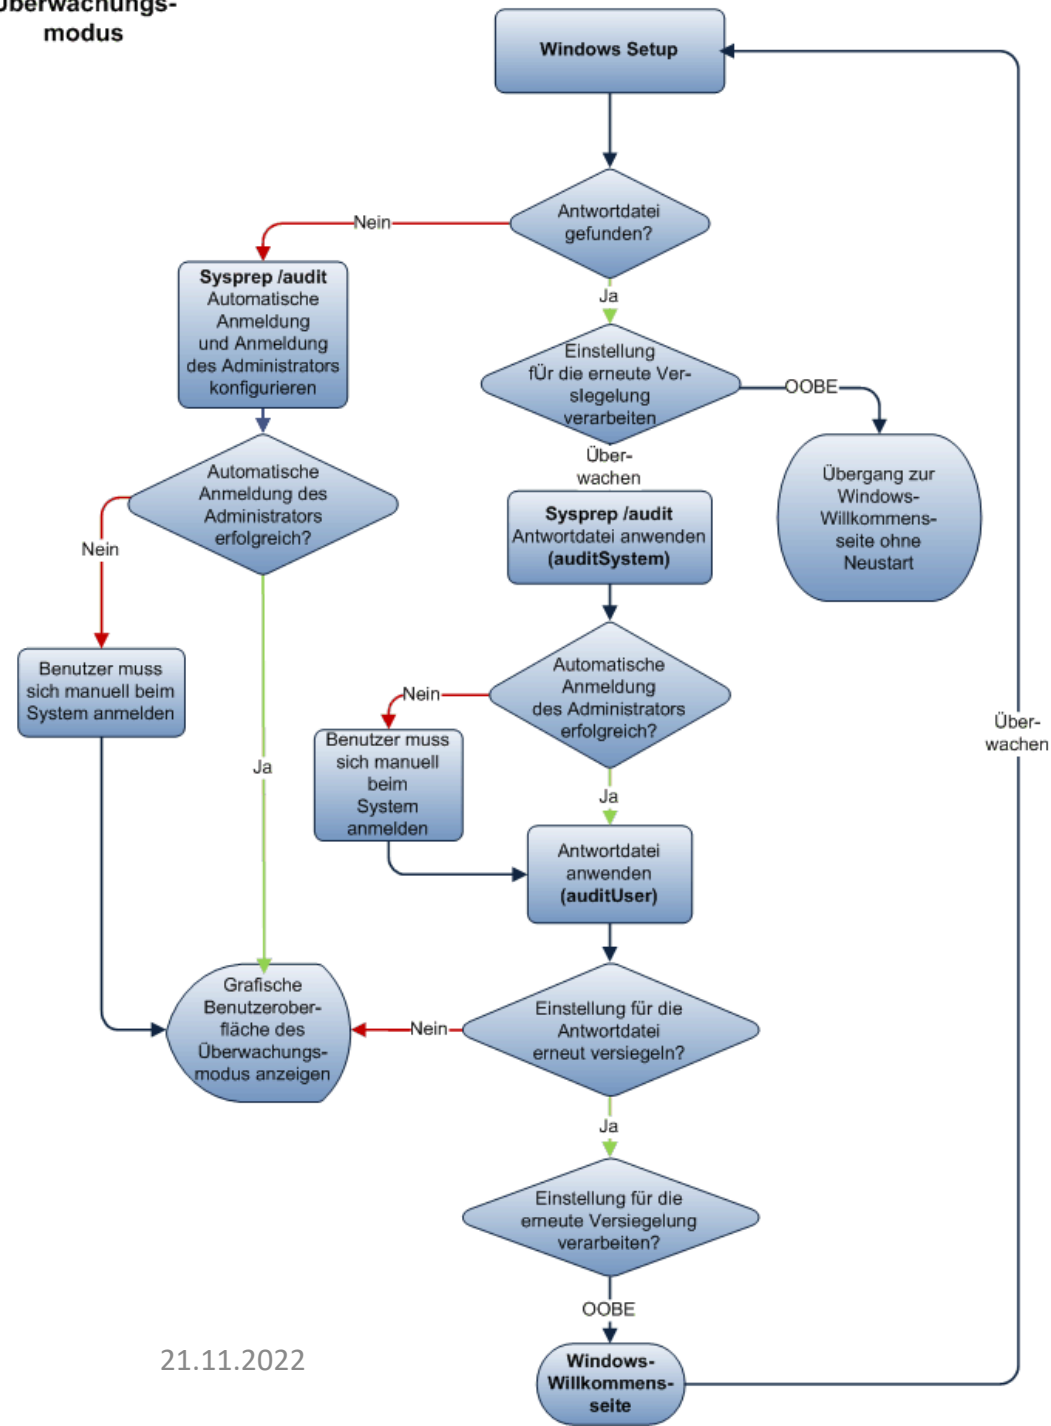 Überwachungs-
modus
Windows Setup
Antwortdatei
gefunden?
Nein
Ja
Sysprep /audit
Automatische
Anmeldung
und Anmeldung
des Administrators
konfigurieren
Einstellung
fÜr die erneute Ver-
slegelung
verarbeiten
OOBE
Über-
wachen
Übergang zur
Windows-
Willkommens-
seite ohne
Neustart
Automatische
Anmeldung des
Administrators
erfolgreich?
Nein
Ja
Sysprep /audit
Antwortdatei anwenden
(auditSystem)
Benutzer muss
sich manuell beim
System anmelden
Automatische
Anmeldung
des Administrators
erfolgreich?
Nein
Ja
Benutzer muss
sich manuell
beim
System
anmelden
Über-
wachen
Antwortdatei
anwenden
(auditUser)
Grafische
Benutzerober-
fläche des
Überwachungs-
modus anzeigen
Nein
Einstellung für die
Antwortdatei
erneut versiegeln?
Ja
Einstellung für die
erneute Versiegelung
verarbeiten?
OOBE
Windows-
Willkommens-
seite
21.11.2022